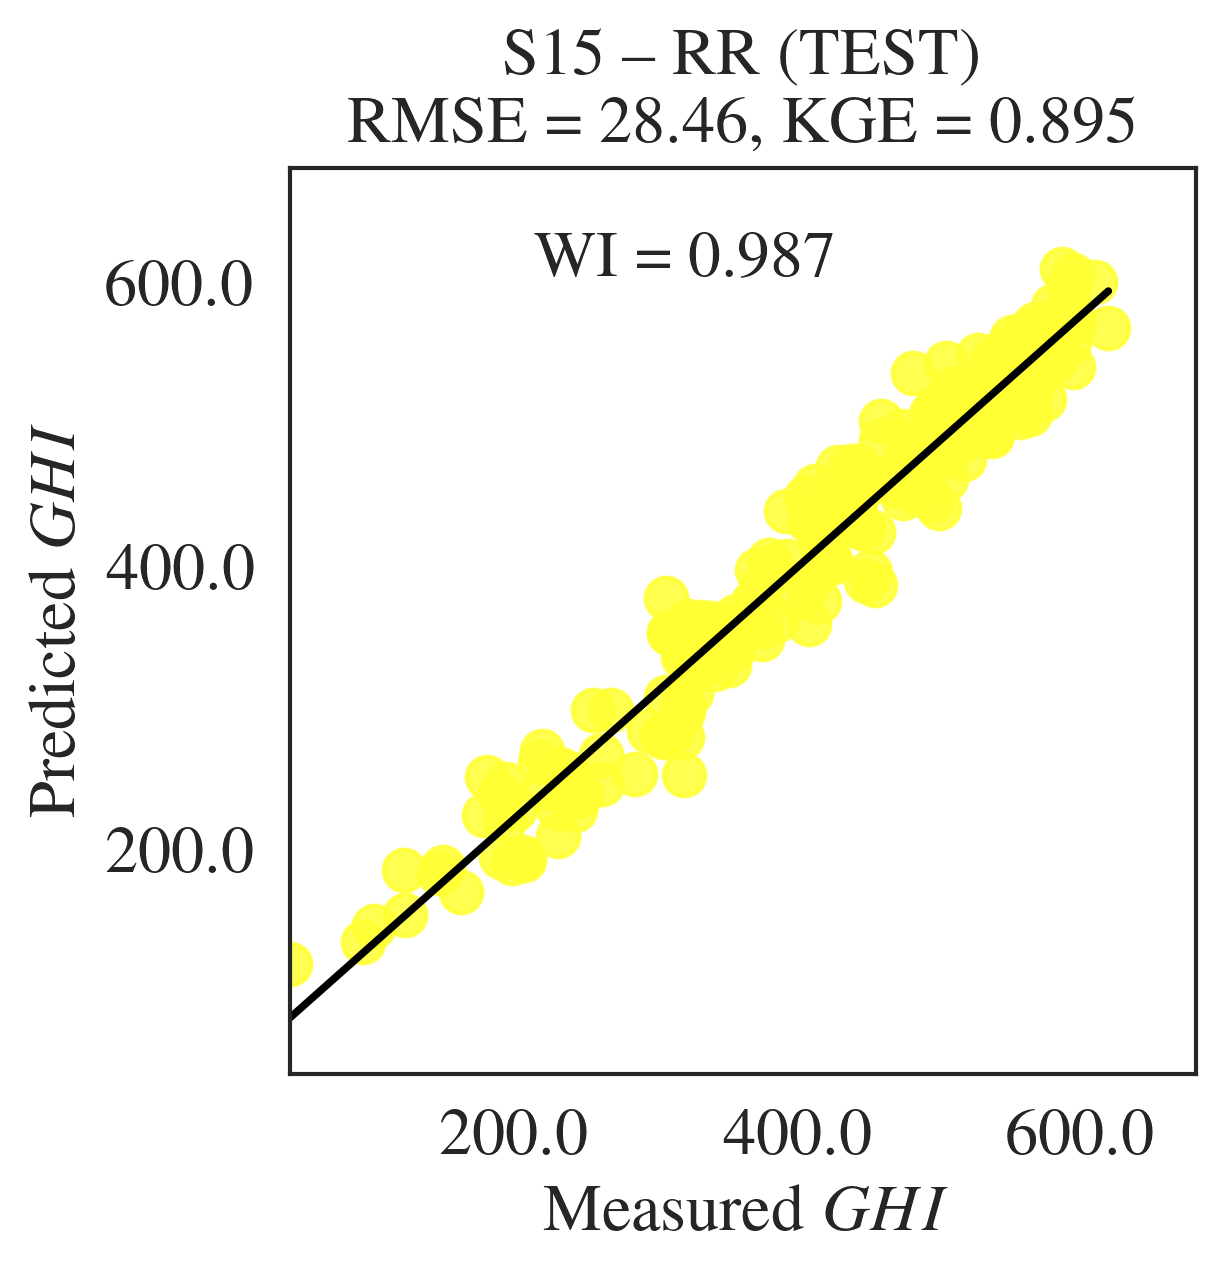 S15 – RR (TEST)
RMSE = 28.46, KGE = 0.895
WI = 0.987
600.0
400.0
200.0
Predicted GHI
200.0 400.0 600.0
Measured GHI